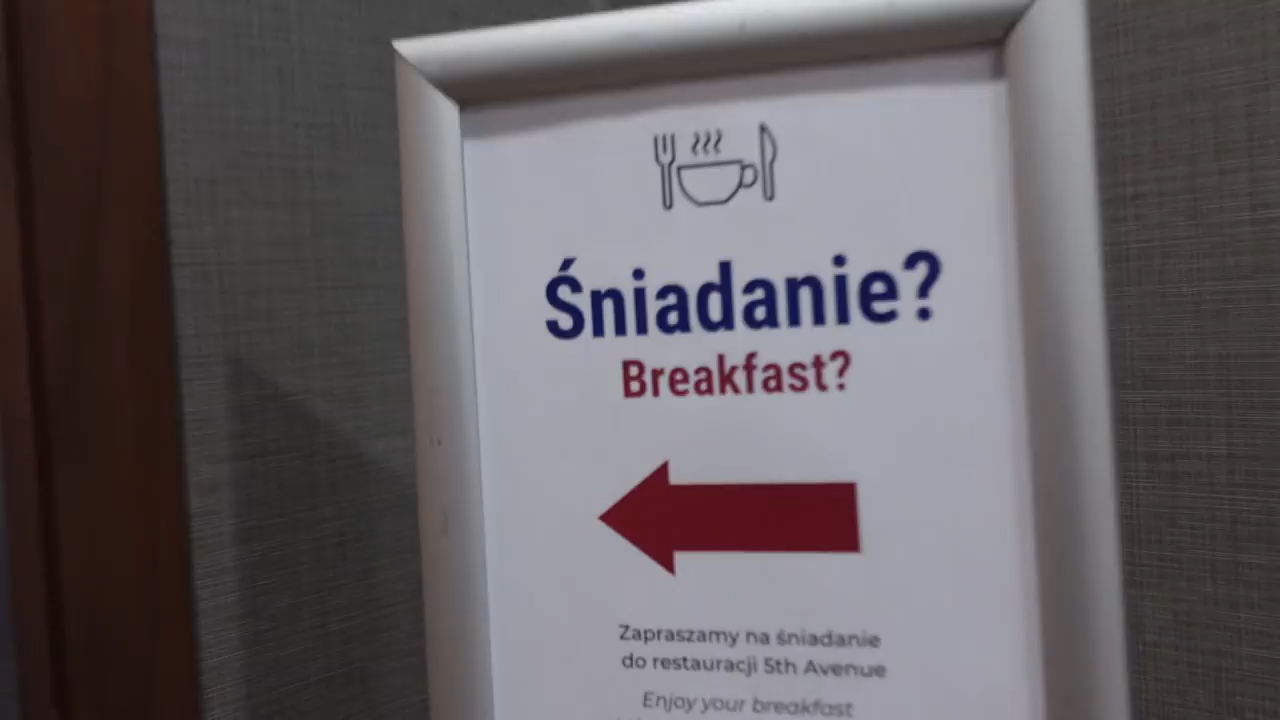 Śniadanie?
Breakfast?
Zapraszamy na śniadanie
do restauracji 5th Avenue
Enjoy your breakfast